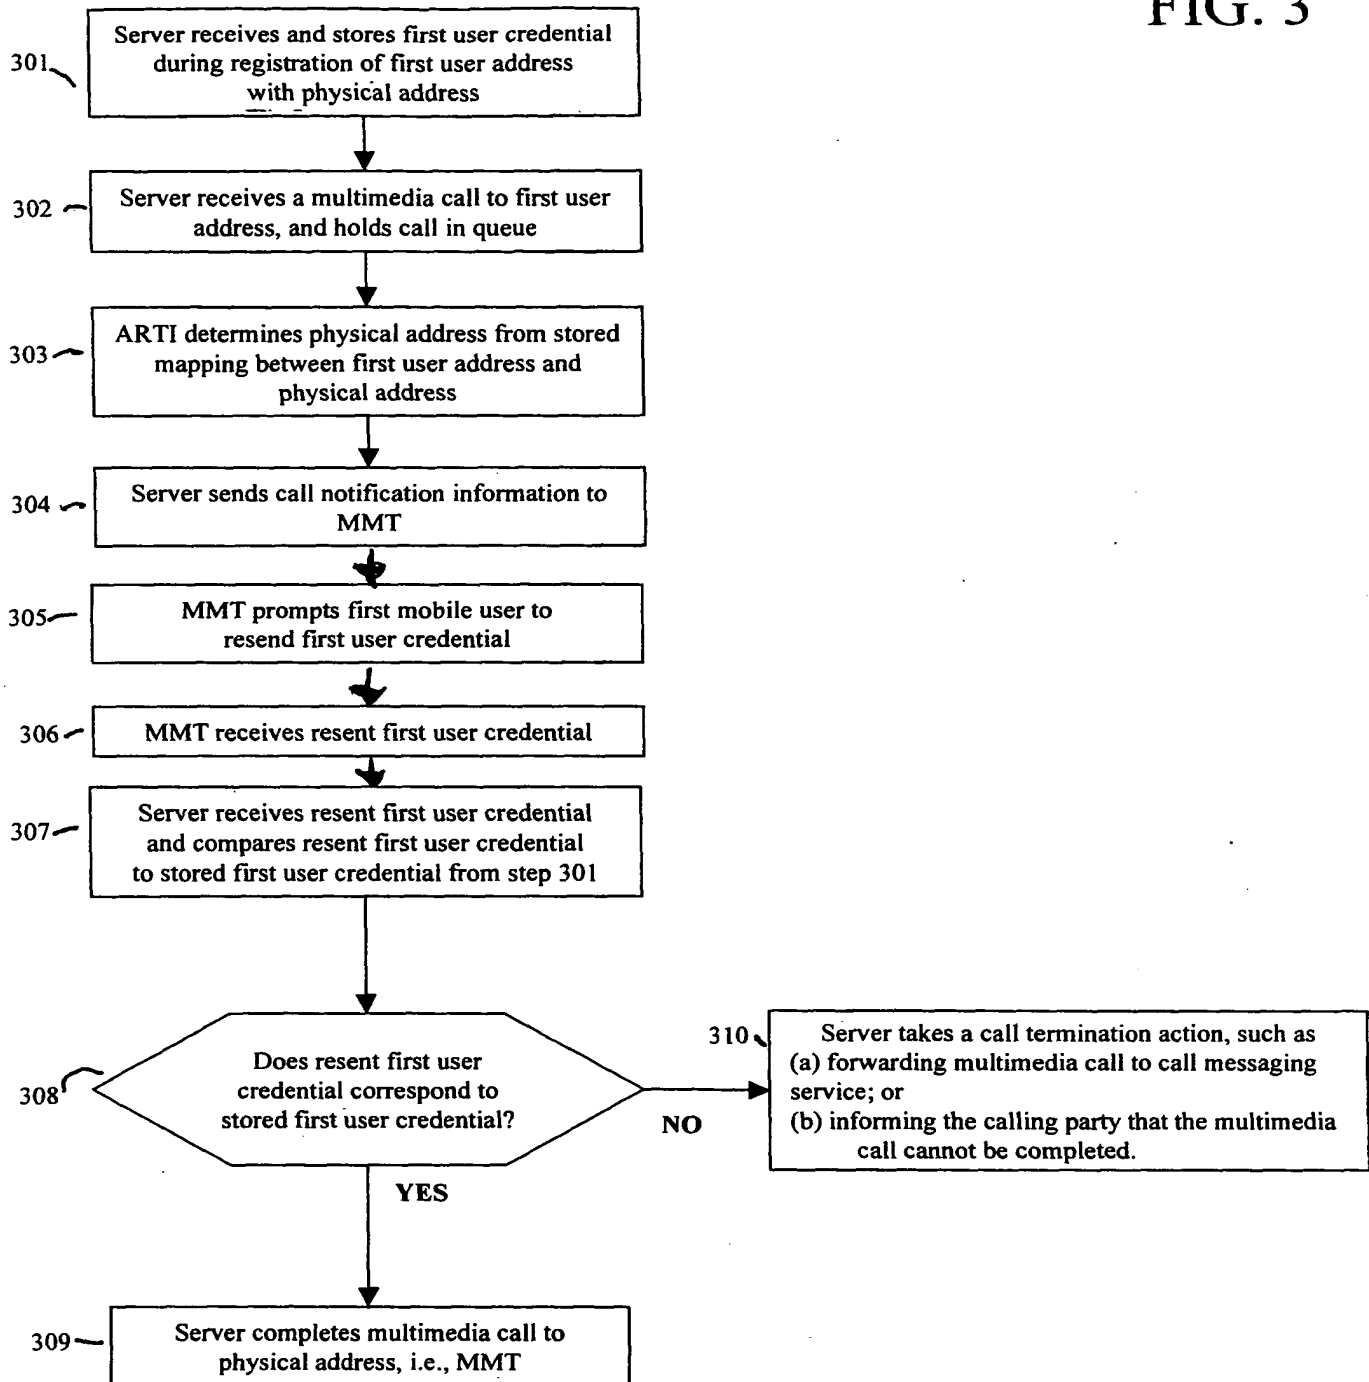 FIG. 3
301
Server receives and stores first user credential
during registration of first user address
with physical address
302
Server receives a multimedia call to first user
address, and holds call in queue
303
ARTI determines physical address from stored
mapping between first user address and
physical address
304
Server sends call notification information to
MMT
305
MMT prompts first mobile user to
resend first user credential
306
MMT receives resent first user credential
307
Server receives resent first user credential
and compares resent first user credential
to stored first user credential from step 301
308
Does resent first user
credential correspond to
stored first user credential?
NO
310
Server takes a call termination action, such as
(a) forwarding multimedia call to call messaging
service; or
(b) informing the calling party that the multimedia
call cannot be completed.
YES
309
Server completes multimedia call to
physical address, i.e., MMT